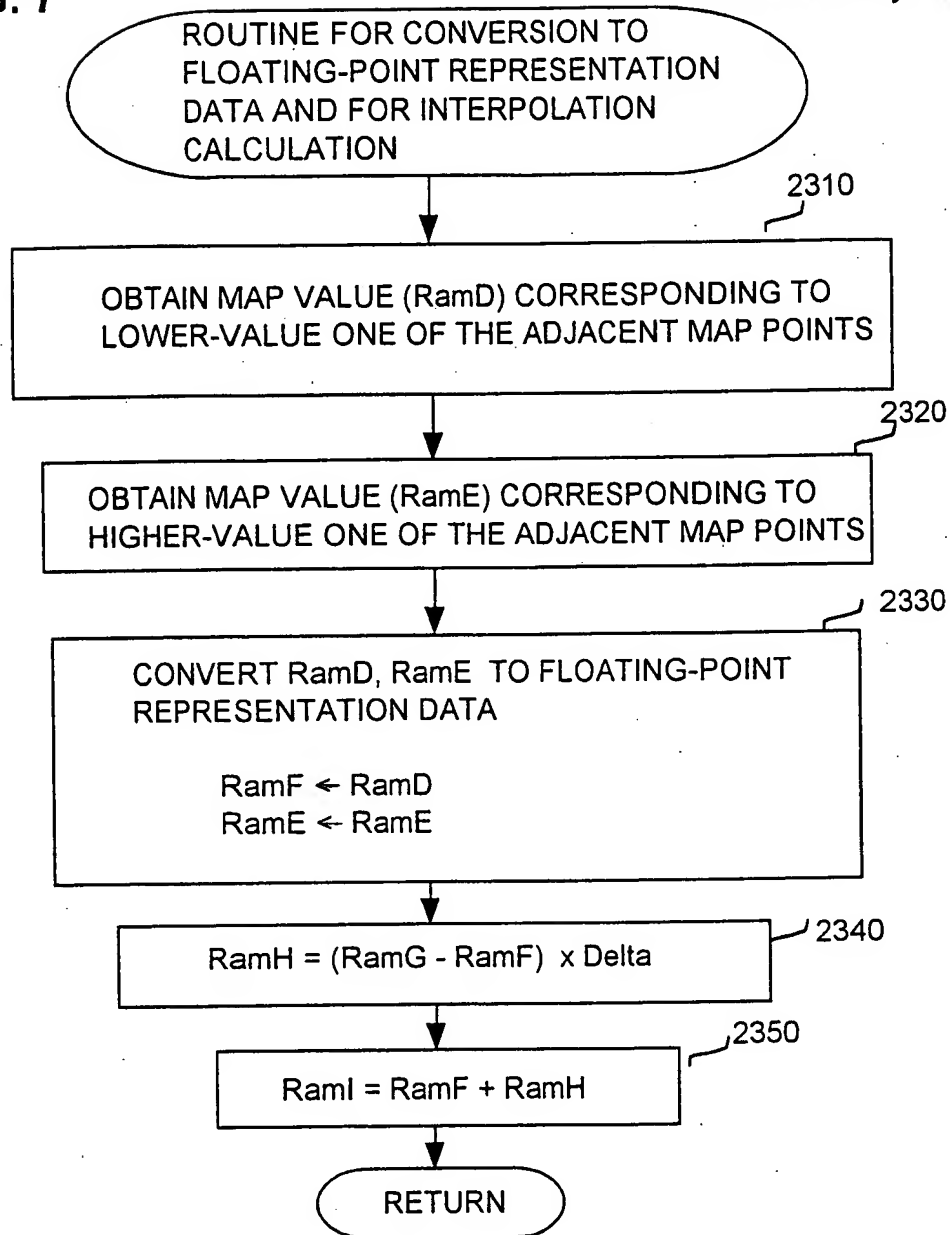 ROUTINE FOR CONVERSION TO
FLOATING-POINT REPRESENTATION
DATA AND FOR INTERPOLATION
CALCULATION
2310
OBTAIN MAP VALUE (RamD) CORRESPONDING TO
LOWER-VALUE ONE OF THE ADJACENT MAP POINTS
2320
OBTAIN MAP VALUE (RamE) CORRESPONDING TO
HIGHER-VALUE ONE OF THE ADJACENT MAP POINTS
2330
CONVERT RamD, RamE TO FLOATING-POINT
REPRESENTATION DATA
RamF ← RamD
RamE ← RamE
2340
RamH = (RamG - RamF) x Delta
2350
RamI = RamF + RamH
RETURN